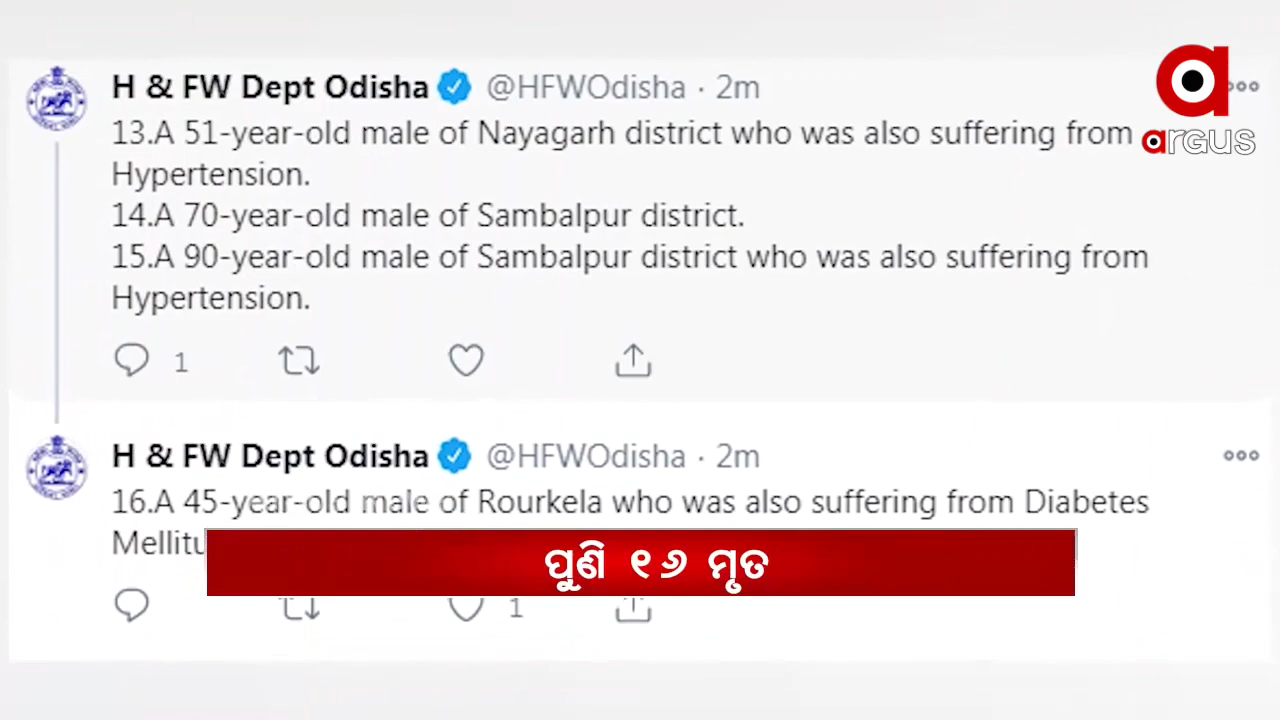 H & FW Dept Odisha @HFWOdisha · 2m
13.A 51-year-old male of Nayagarh district who was also suffering from
Hypertension.
14.A 70-year-old male of Sambalpur district.
15.A 90-year-old male of Sambalpur district who was also suffering from
Hypertension.
1
argus
H & FW Dept Odisha @HFWOdisha · 2m
16.A 45-year-old male of Rourkela who was also suffering from Diabetes
ପୁଣି ୧୬ ମୃତ
1